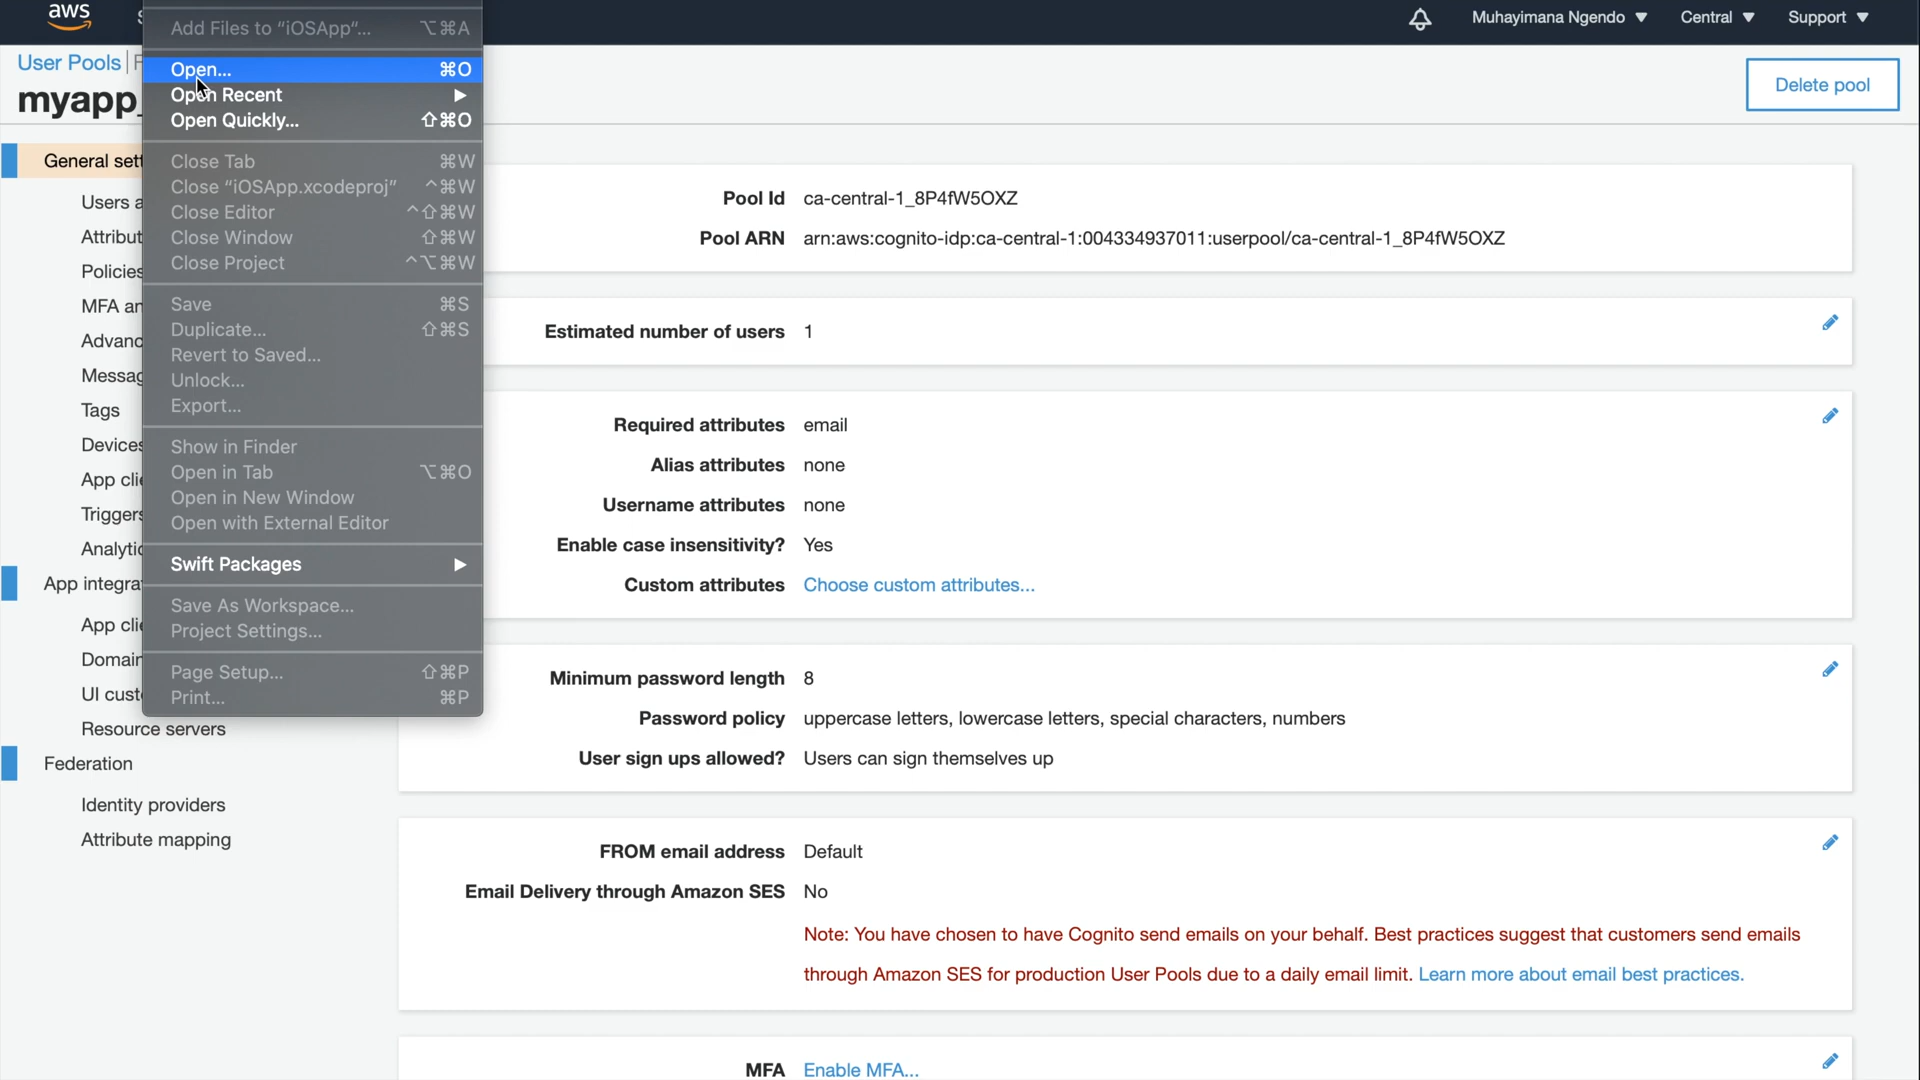 aws
Muhayimana Ngendo
Central
Support
Add Files to “iOSApp”... ⌥⌘A
Open... ⌘O
Open Recent
Open Quickly... ⇧⌘O
Close Tab ⌘W
Close “iOSApp.xcodeproj” ^⌘W
Close Editor ^⇧⌘W
Close Window ⇧⌘W
Close Project ^⌥⌘W
Save ⌘S
Duplicate... ⇧⌘S
Revert to Saved...
Unlock...
Export...
Show in Finder
Open in Tab ⌥⌘O
Open in New Window
Open with External Editor
Swift Packages
Save As Workspace...
Project Settings...
Page Setup... ⇧⌘P
Print... ⌘P
User Pools
myapp_
Delete pool
General sett
Users a
Attribut
Policies
MFA an
Advanc
Messag
Tags
Devices
App clie
Triggers
Analytic
App integra
App clie
Domain
UI cust
Resource servers
Federation
Identity providers
Attribute mapping
Pool Id ca-central-1_8P4fW5OXZ
Pool ARN arn:aws:cognito-idp:ca-central-1:004334937011:userpool/ca-central-1_8P4fW5OXZ
Estimated number of users 1
Required attributes email
Alias attributes none
Username attributes none
Enable case insensitivity? Yes
Custom attributes Choose custom attributes...
Minimum password length 8
Password policy uppercase letters, lowercase letters, special characters, numbers
User sign ups allowed? Users can sign themselves up
FROM email address Default
Email Delivery through Amazon SES No
Note: You have chosen to have Cognito send emails on your behalf. Best practices suggest that customers send emails
through Amazon SES for production User Pools due to a daily email limit. Learn more about email best practices.
MFA Enable MFA...